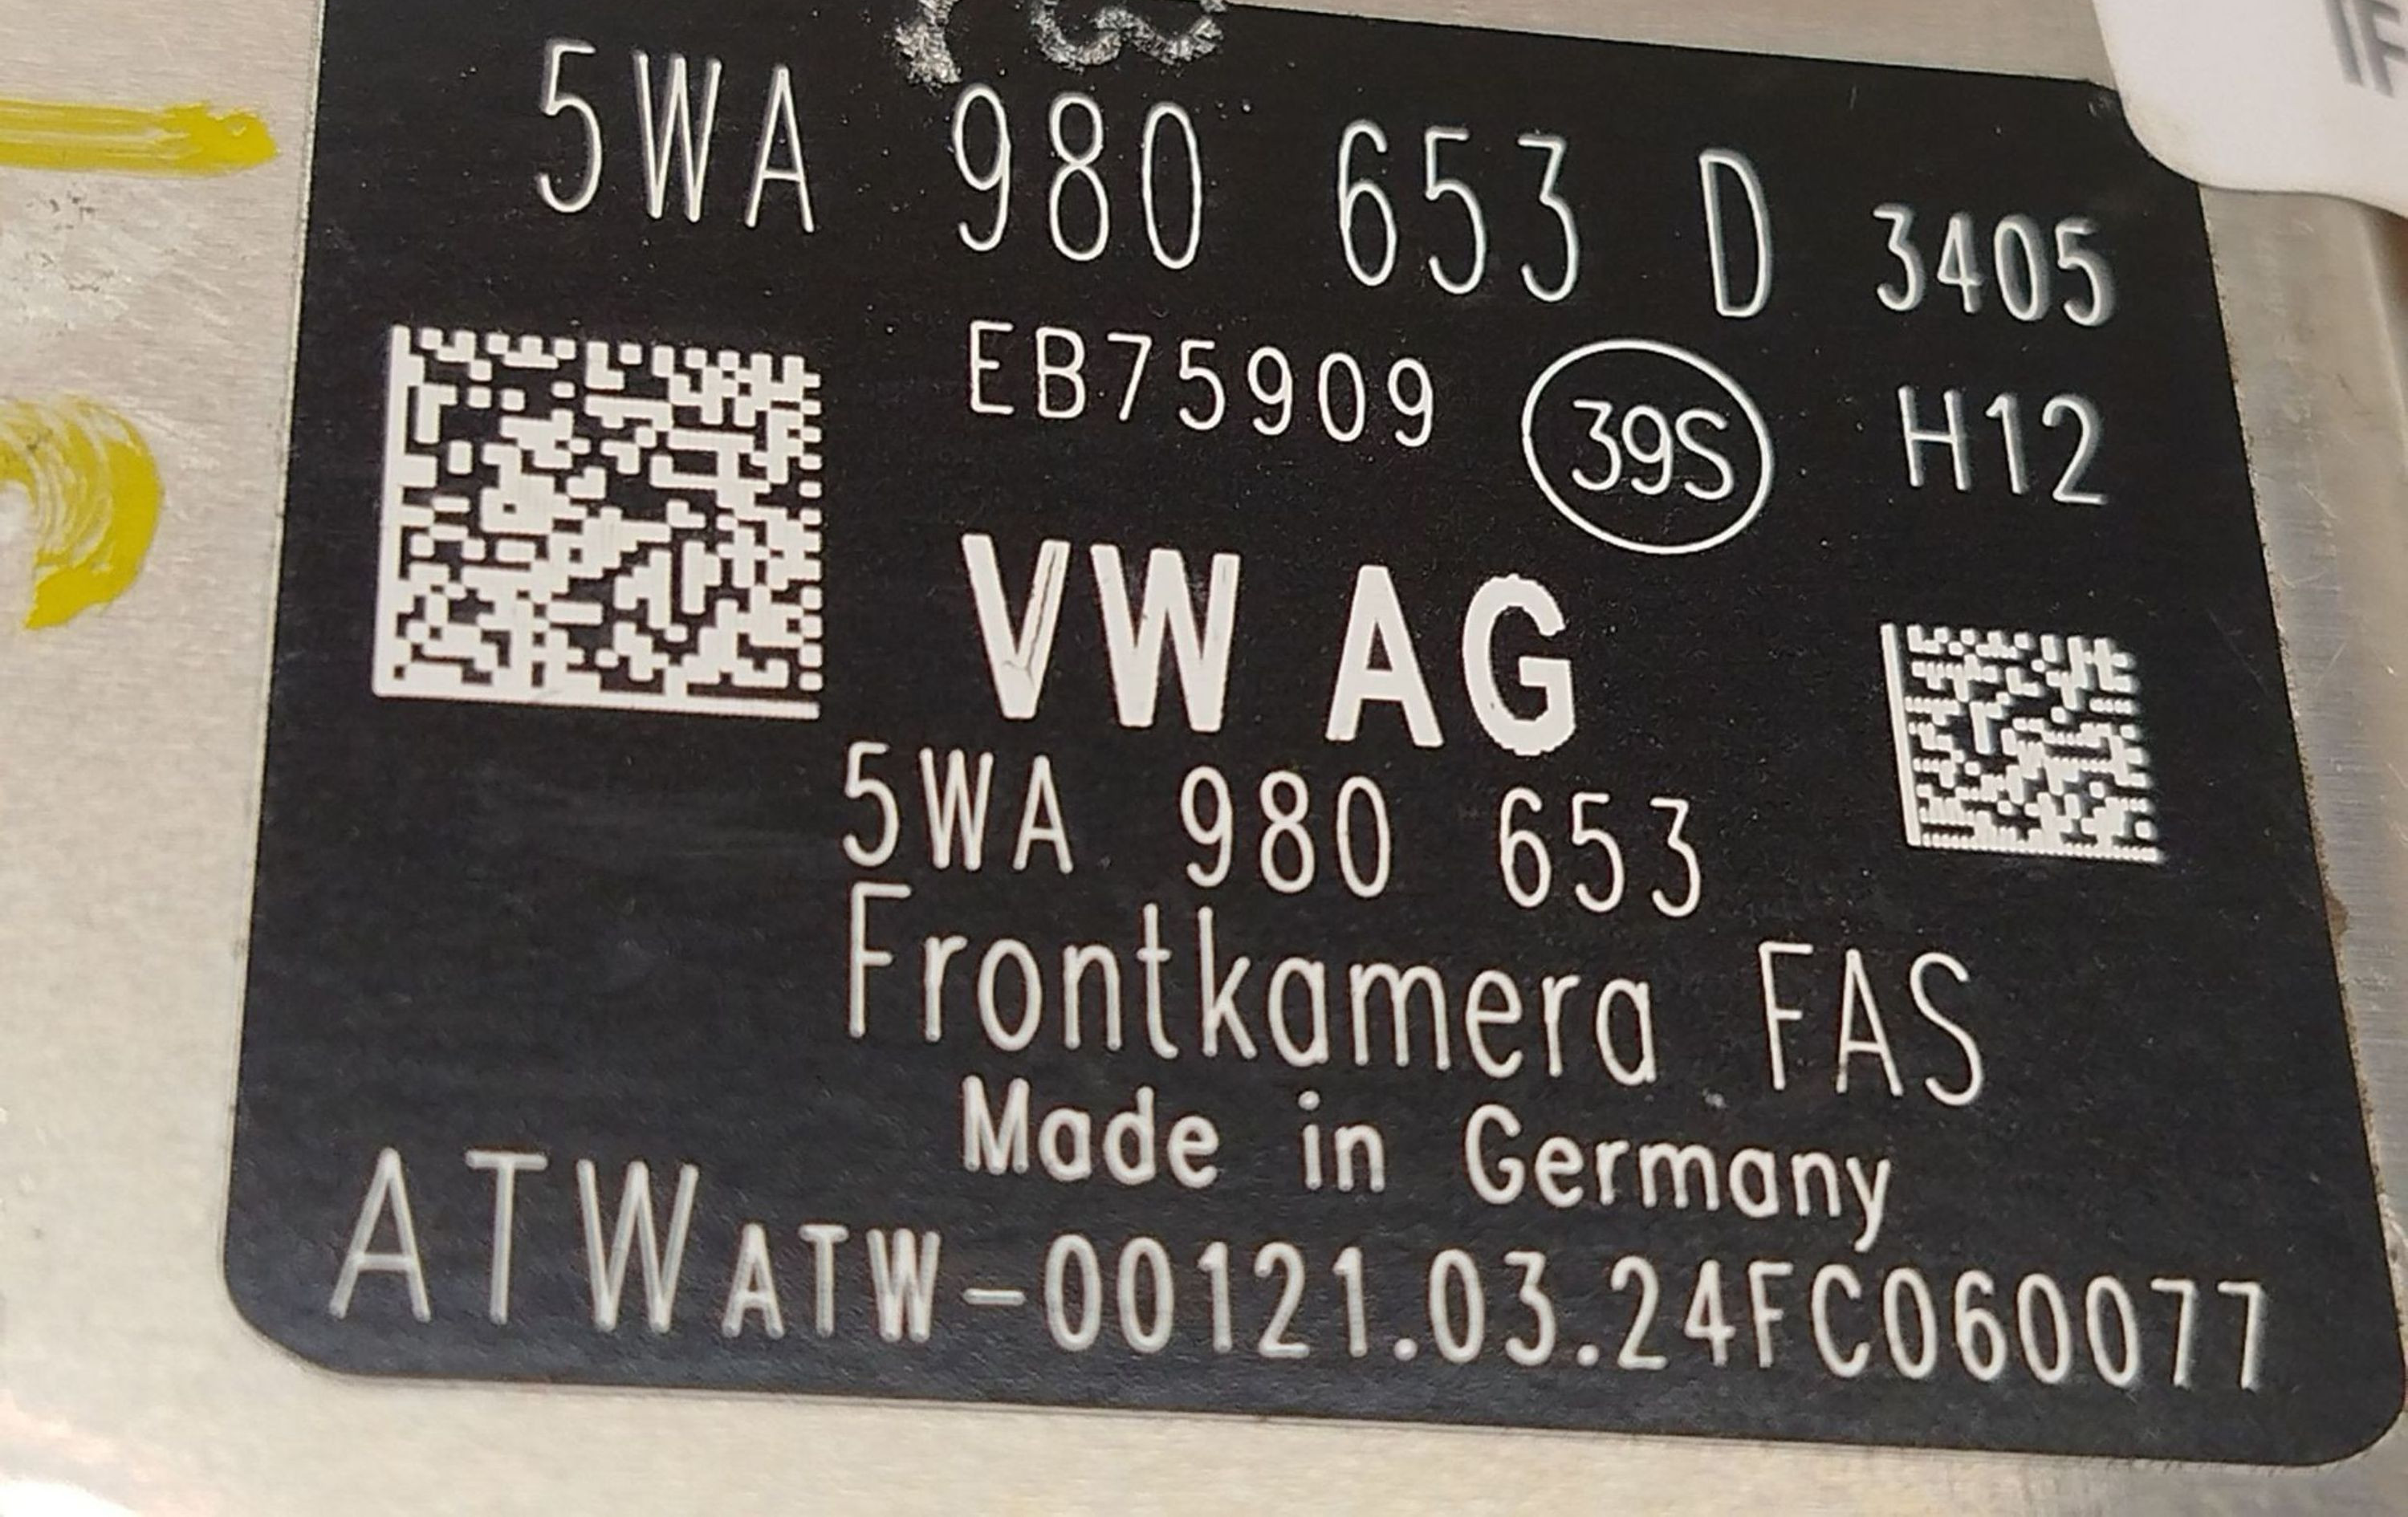 5WA 980 653 D 3405
EB75909 39S H12
VW AG
5WA 980 653
Frontkamera FAS
Made in Germany
ATW ATW-00121.03.24FC060077